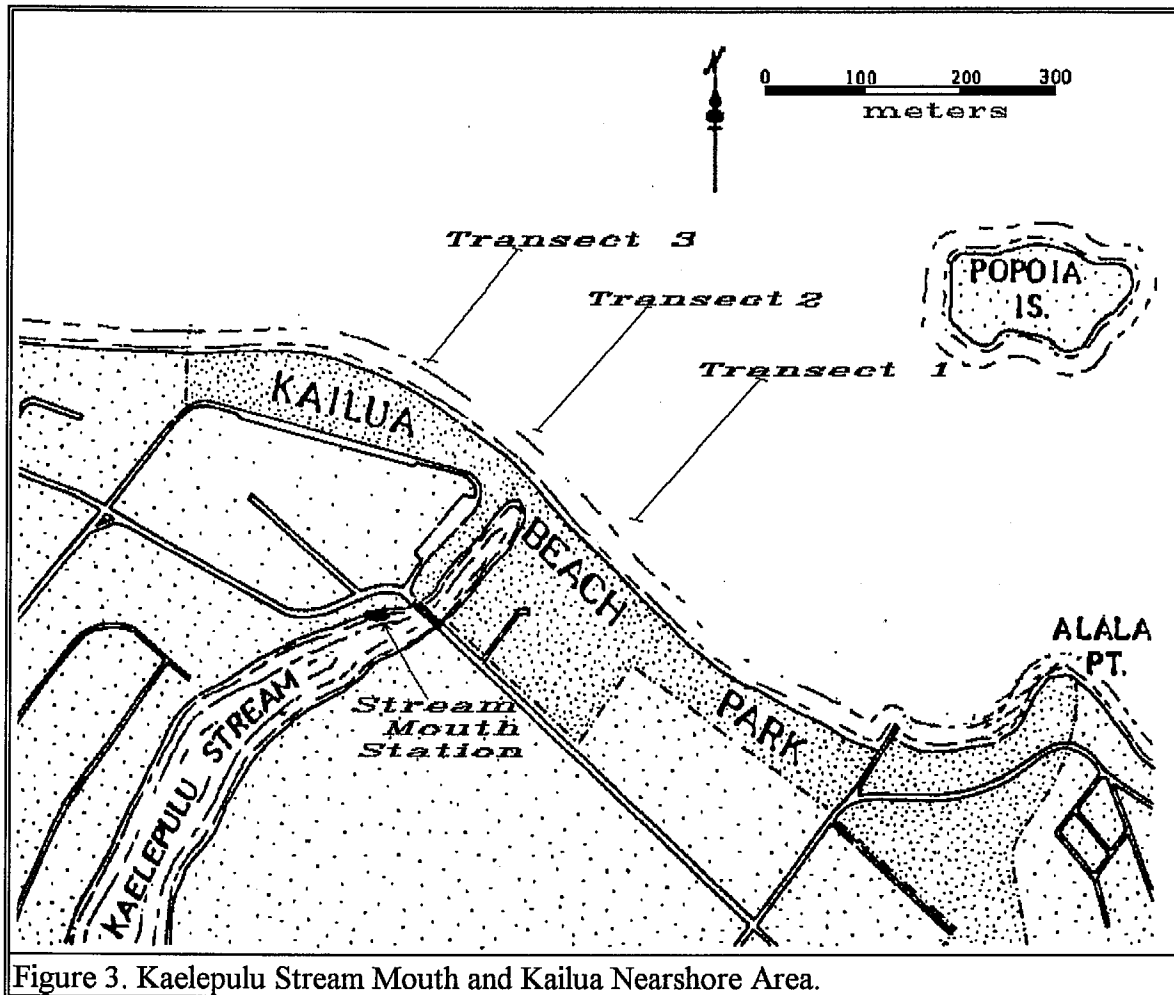 N
0 100 200 300
meters
Transect 3
POPOIA
IS.
Transect 2
Transect 1
KAILUA
BEACH
PARK
ALALA
PT.
Stream
Mouth
Station
KAELEPULU STREAM
Figure 3. Kaelepulu Stream Mouth and Kailua Nearshore Area.